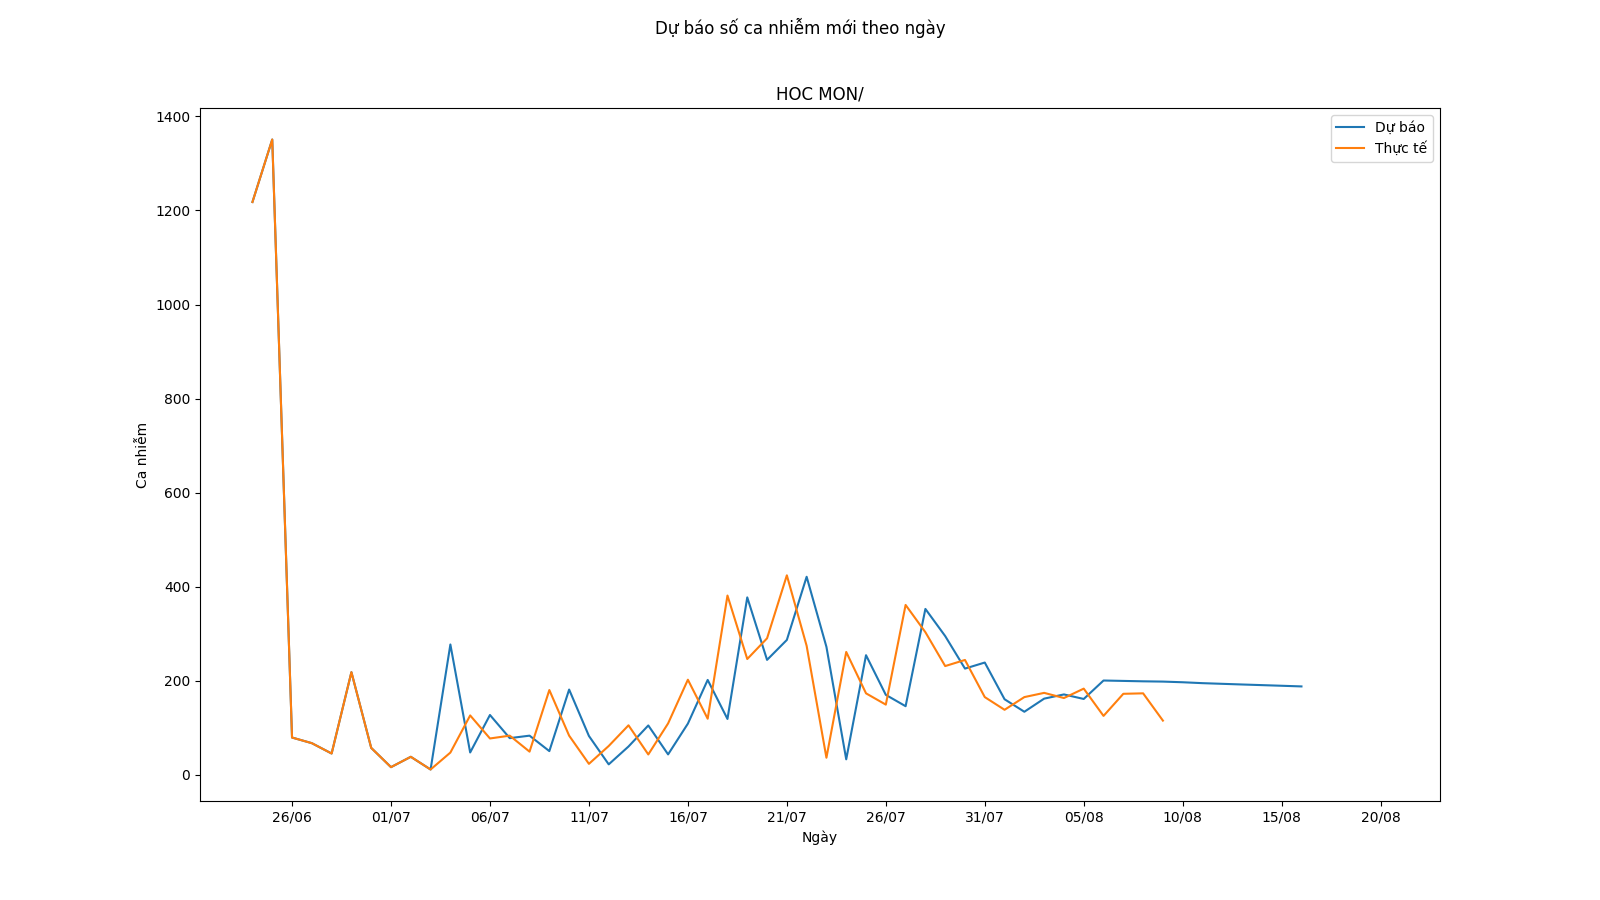 Dự báo số ca nhiễm mới theo ngày
HOC MON/
Dự báo
Thực tế
1400
1200
1000
800
600
400
200
0
Ca nhiễm
26/06 01/07 06/07 11/07 16/07 21/07 26/07 31/07 05/08 10/08 15/08 20/08
Ngày